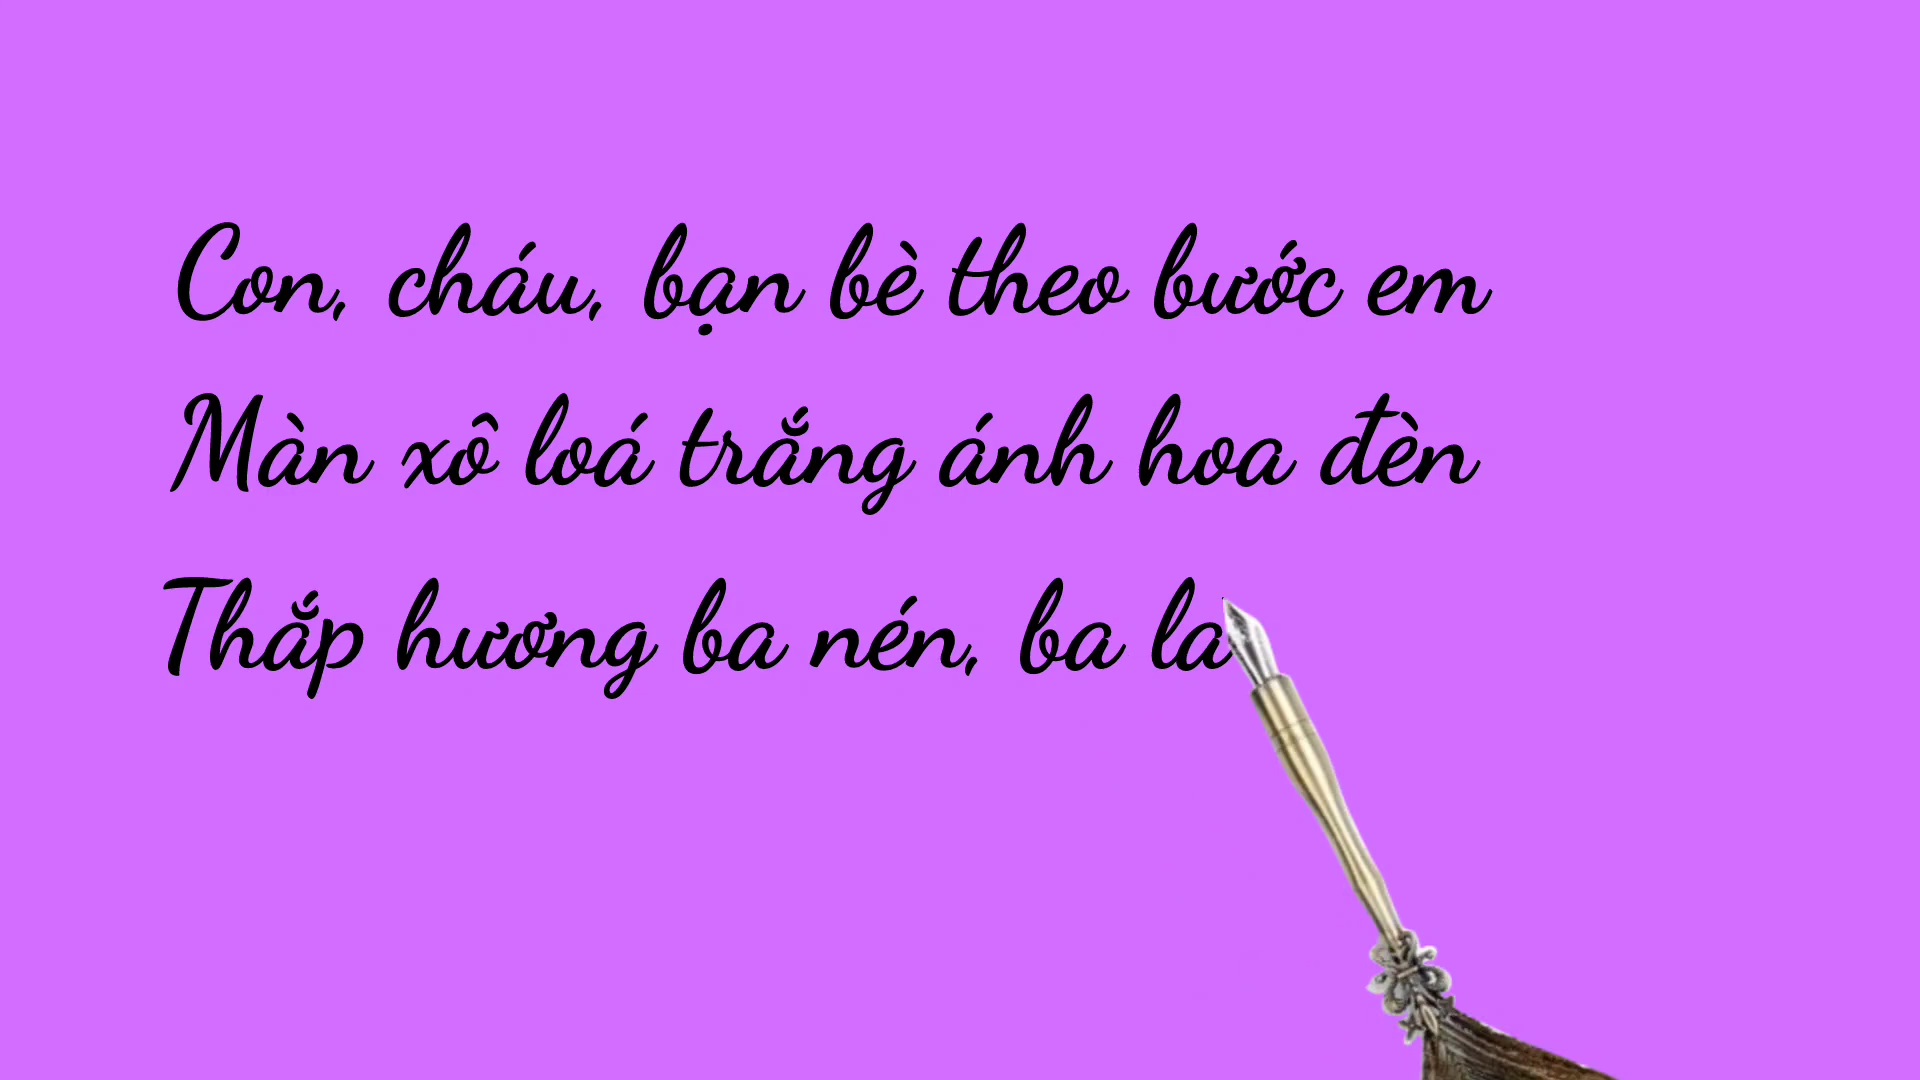 Con, cháu, bạn bè theo bước em
Màn xô loá trắng ánh hoa đèn
Thắp hương ba nén, ba la